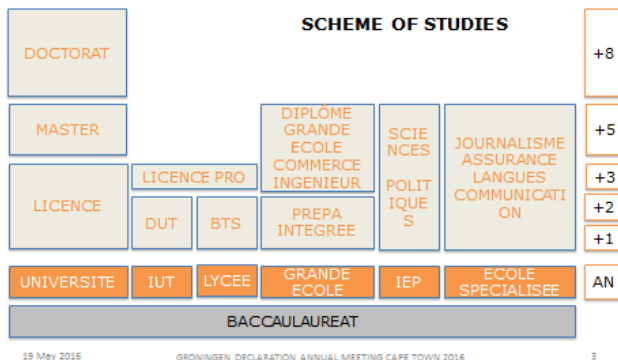 SCHEME OF STUDIES
DOCTORAT
+8
MASTER
DIPLÔME
GRANDE
ECOLE
COMMERCE
INGENIEUR
SCIE
NCES
POLIT
IQUE
S
JOURNALISME
ASSURANCE
LANGUES
COMMUNICATI
ON
+5
LICENCE
LICENCE PRO
+3
DUT
BTS
PREPA
INTEGREE
+2
+1
UNIVERSITE
IUT
LYCEE
GRANDE
ECOLE
IEP
ECOLE
SPECIALISEE
AN
BACCAULAUREAT
19 May 2016
GRONINGEN DECLARATION ANNUAL MEETING CAPE TOWN 2016
3